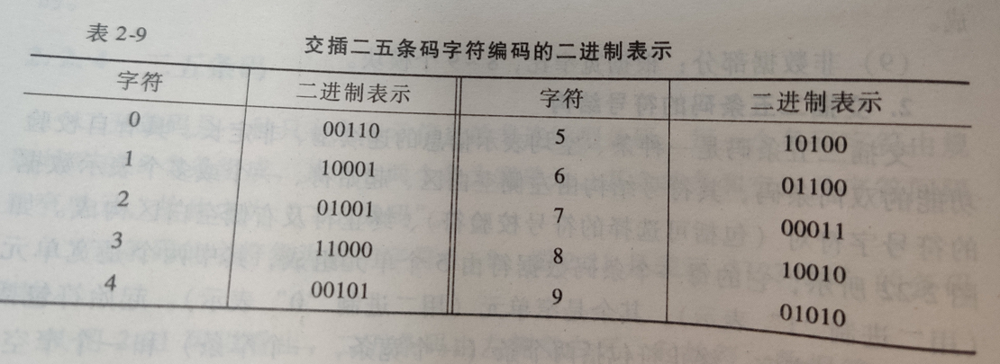 表 2-9
交插二五条码字符编码的二进制表示
字符 二进制表示 字符 二进制表示
0 00110 5 10100
1 10001 6 01100
2 01001 7 00011
3 11000 8 10010
4 00101 9 01010